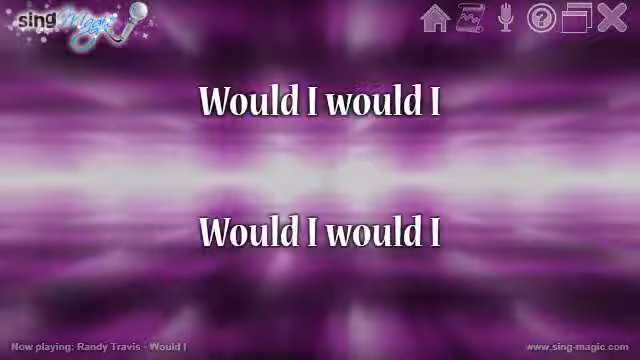 sing Magic
Would I would I
Would I would I
Now playing: Randy Travis - Would I
www.sing-magic.com